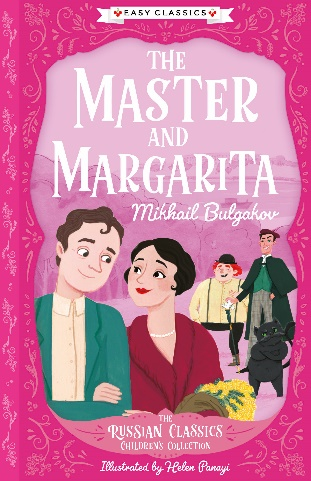 EASY CLASSICS
THE
MASTER
AND
MARGARITA
Mikhail Bulgakov
THE
RUSSIAN CLASSICS
CHILDREN'S COLLECTION
Illustrated by Helen Panayi